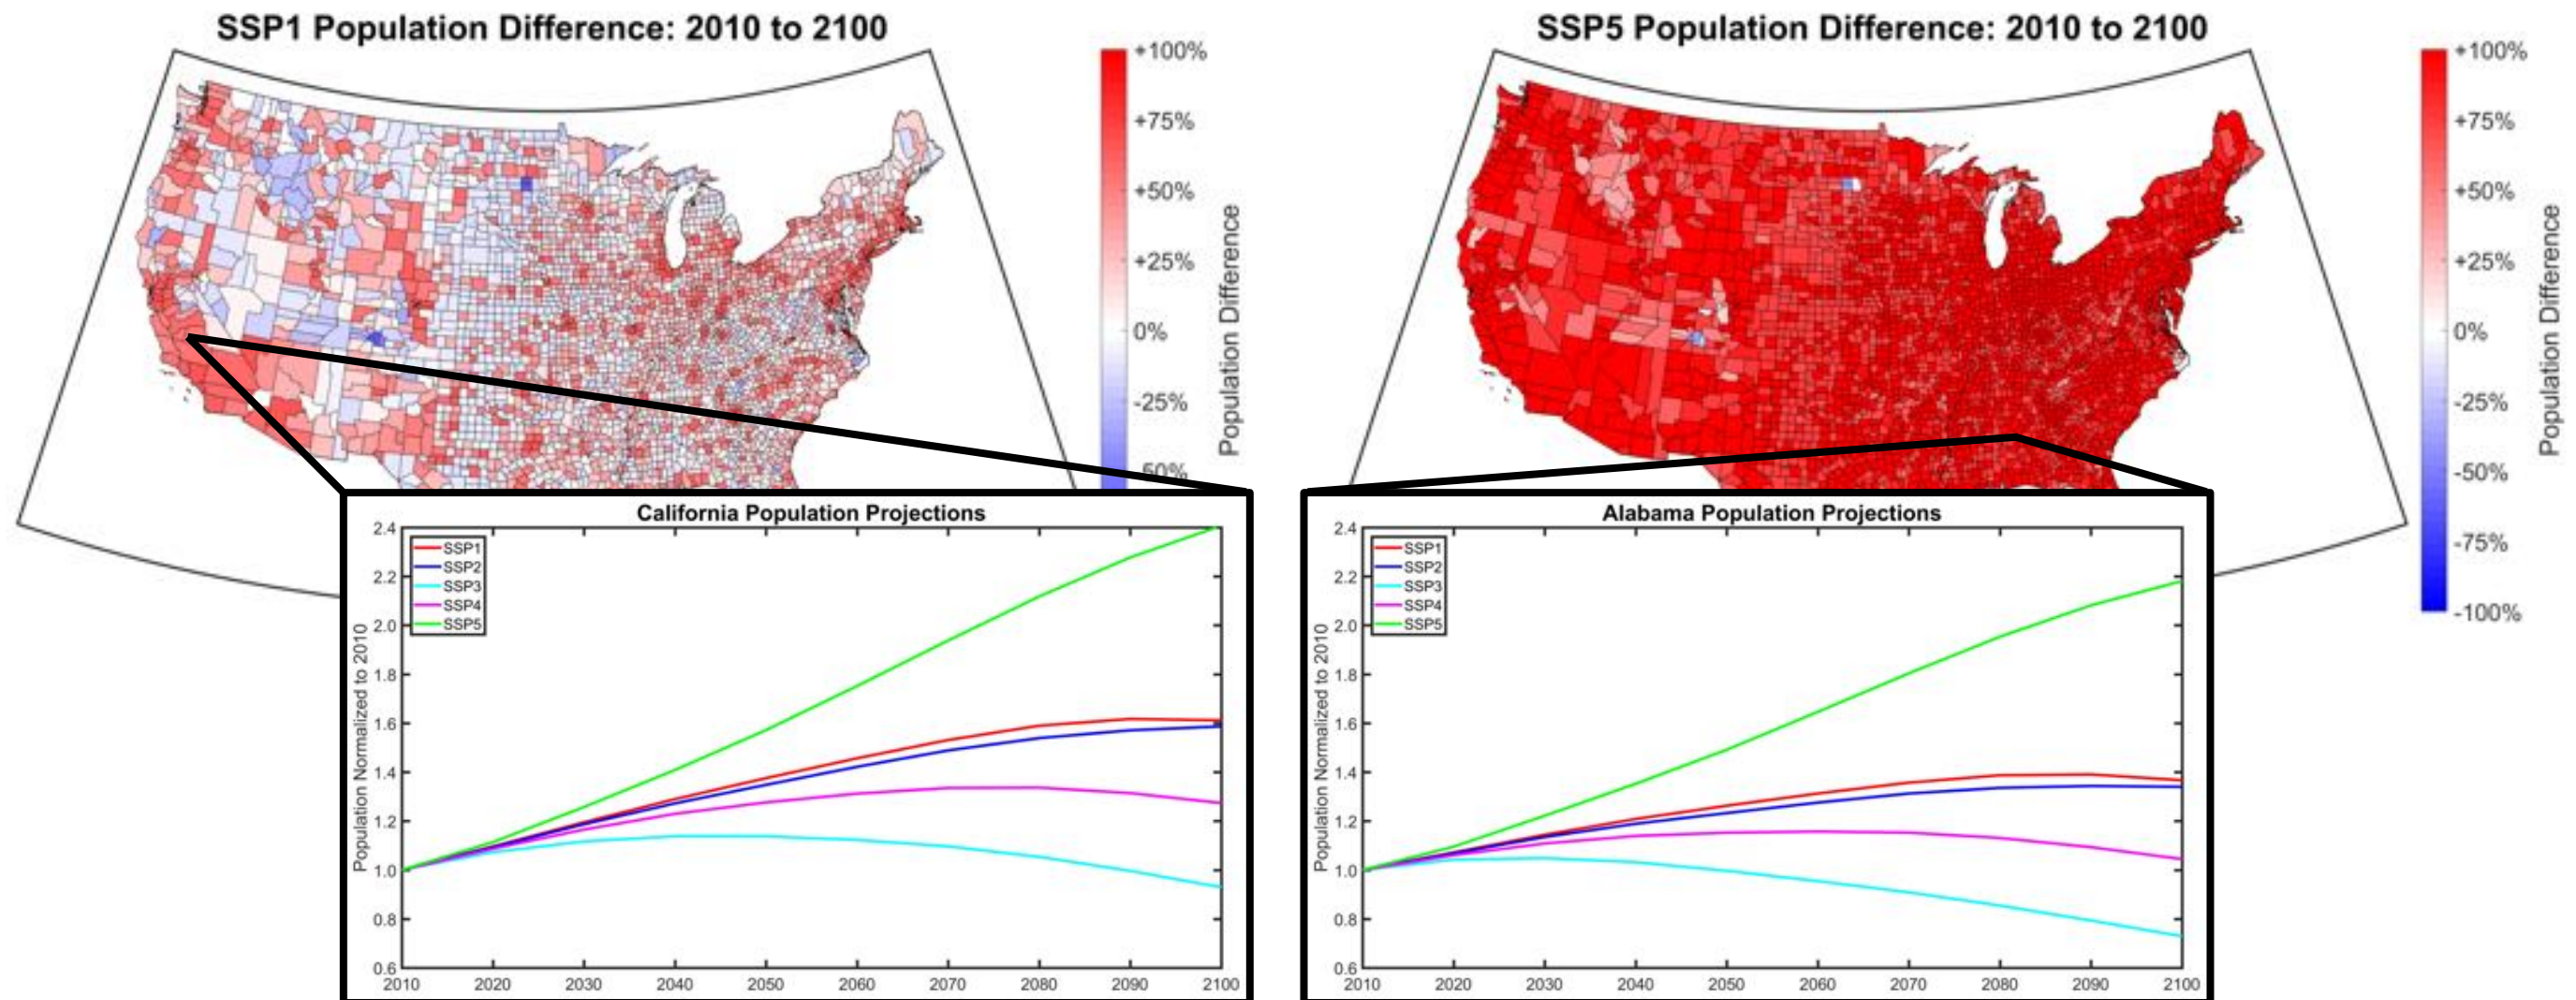 SSP1 Population Difference: 2010 to 2100
+100%
+75%
+50%
+25%
0%
-25%
50%
Population Difference
SSP5 Population Difference: 2010 to 2100
+100%
+75%
+50%
+25%
0%
-25%
-50%
-75%
-100%
Population Difference
California Population Projections
SSP1
SSP2
SSP3
SSP4
SSP5
2.4
2.2
2.0
1.8
1.6
1.4
1.2
1.0
0.8
0.6
Population Normalized to 2010
2010 2020 2030 2040 2050 2060 2070 2080 2090 2100
Alabama Population Projections
SSP1
SSP2
SSP3
SSP4
SSP5
2.4
2.2
2.0
1.8
1.6
1.4
1.2
1.0
0.8
0.6
Population Normalized to 2010
2010 2020 2030 2040 2050 2060 2070 2080 2090 2100